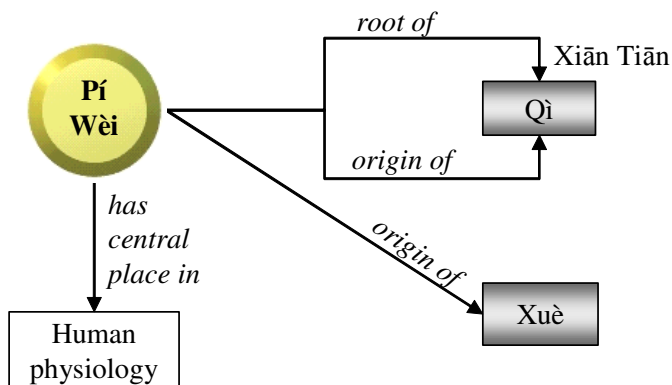 root of
Xiān Tiān
Pí
Wèi
Qì
origin of
has
central
place in
origin of
Xuè
Human
physiology